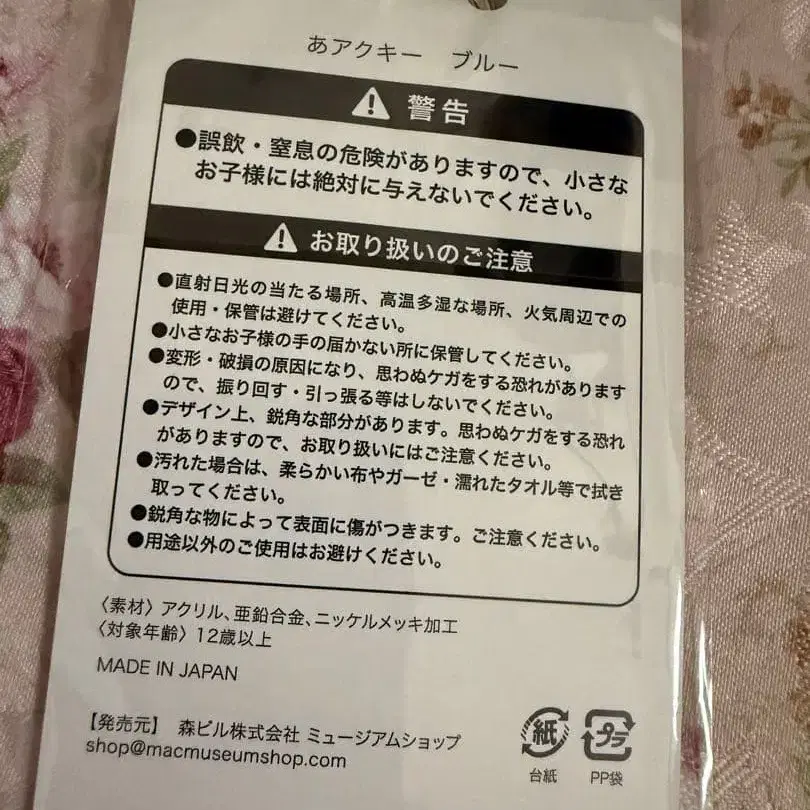 あアクキー　ブルー
警告
●誤飲・窒息の危険がありますので、小さな
お子様には絶対に与えないでください。
お取り扱いのご注意
●直射日光の当たる場所、高温多湿な場所、火気周辺での
使用・保管は避けてください。
●小さなお子様の手の届かない所に保管してください。
●変形・破損の原因になり、思わぬケガをする恐れがあります
ので、振り回す・引っ張る等はしないでください。
●デザイン上、鋭角な部分があります。思わぬケガをする恐れ
がありますので、お取り扱いにはご注意ください。
●汚れた場合は、柔らかい布やガーゼ・濡れたタオル等で拭き
取ってください。
●鋭角な物によって表面に傷がつきます。ご注意ください。
●用途以外のご使用はお避けください。
〈素材〉アクリル、亜鉛合金、ニッケルメッキ加工
〈対象年齢〉12歳以上
MADE IN JAPAN
【発売元】　森ビル株式会社 ミュージアムショップ
shop@macmuseumshop.com
紙 プラ
台紙 PP袋